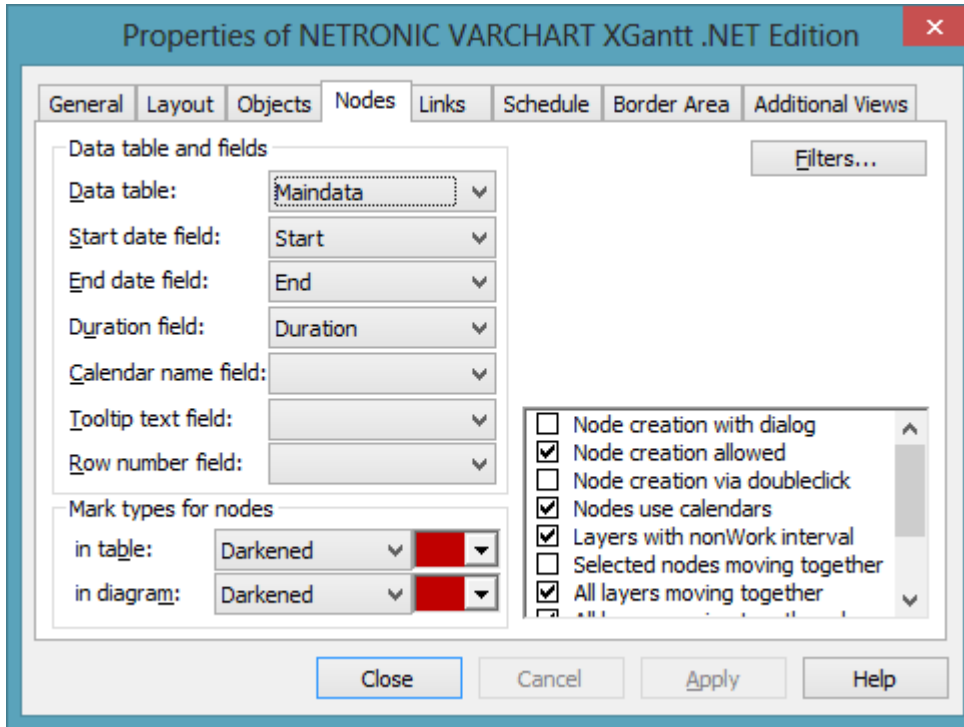 Properties of NETRONIC VARCHART XGantt .NET Edition
General Layout Objects Nodes Links Schedule Border Area Additional Views
Data table and fields
Filters...
Data table: Maindata
Start date field: Start
End date field: End
Duration field: Duration
Calendar name field:
Tooltip text field:
Row number field:
Node creation with dialog
Node creation allowed
Node creation via doubleclick
Nodes use calendars
Layers with nonWork interval
Selected nodes moving together
All layers moving together
Mark types for nodes
in table: Darkened
in diagram: Darkened
Close Cancel Apply Help